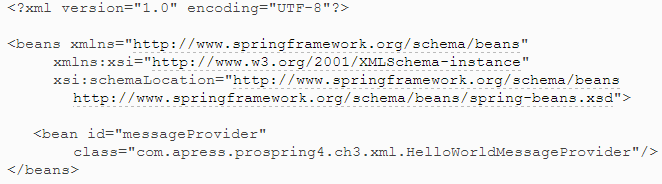 <?xml version="1.0" encoding="UTF-8"?>
<beans xmlns="http://www.springframework.org/schema/beans"
xmlns:xsi="http://www.w3.org/2001/XMLSchema-instance"
xsi:schemaLocation="http://www.springframework.org/schema/beans
http://www.springframework.org/schema/beans/spring-beans.xsd">
<bean id="messageProvider"
class="com.apress.prospring4.ch3.xml.HelloWorldMessageProvider"/>
</beans>